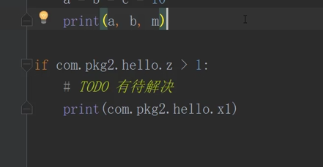 print(a, b, m)
if com.pkg2.hello.z > 1:
# TODO 有待解决
print(com.pkg2.hello.x1)